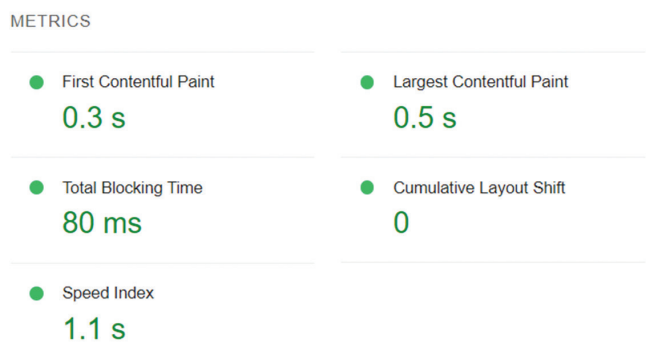 METRICS
First Contentful Paint
0.3 s
Largest Contentful Paint
0.5 s
Total Blocking Time
80 ms
Cumulative Layout Shift
0
Speed Index
1.1 s